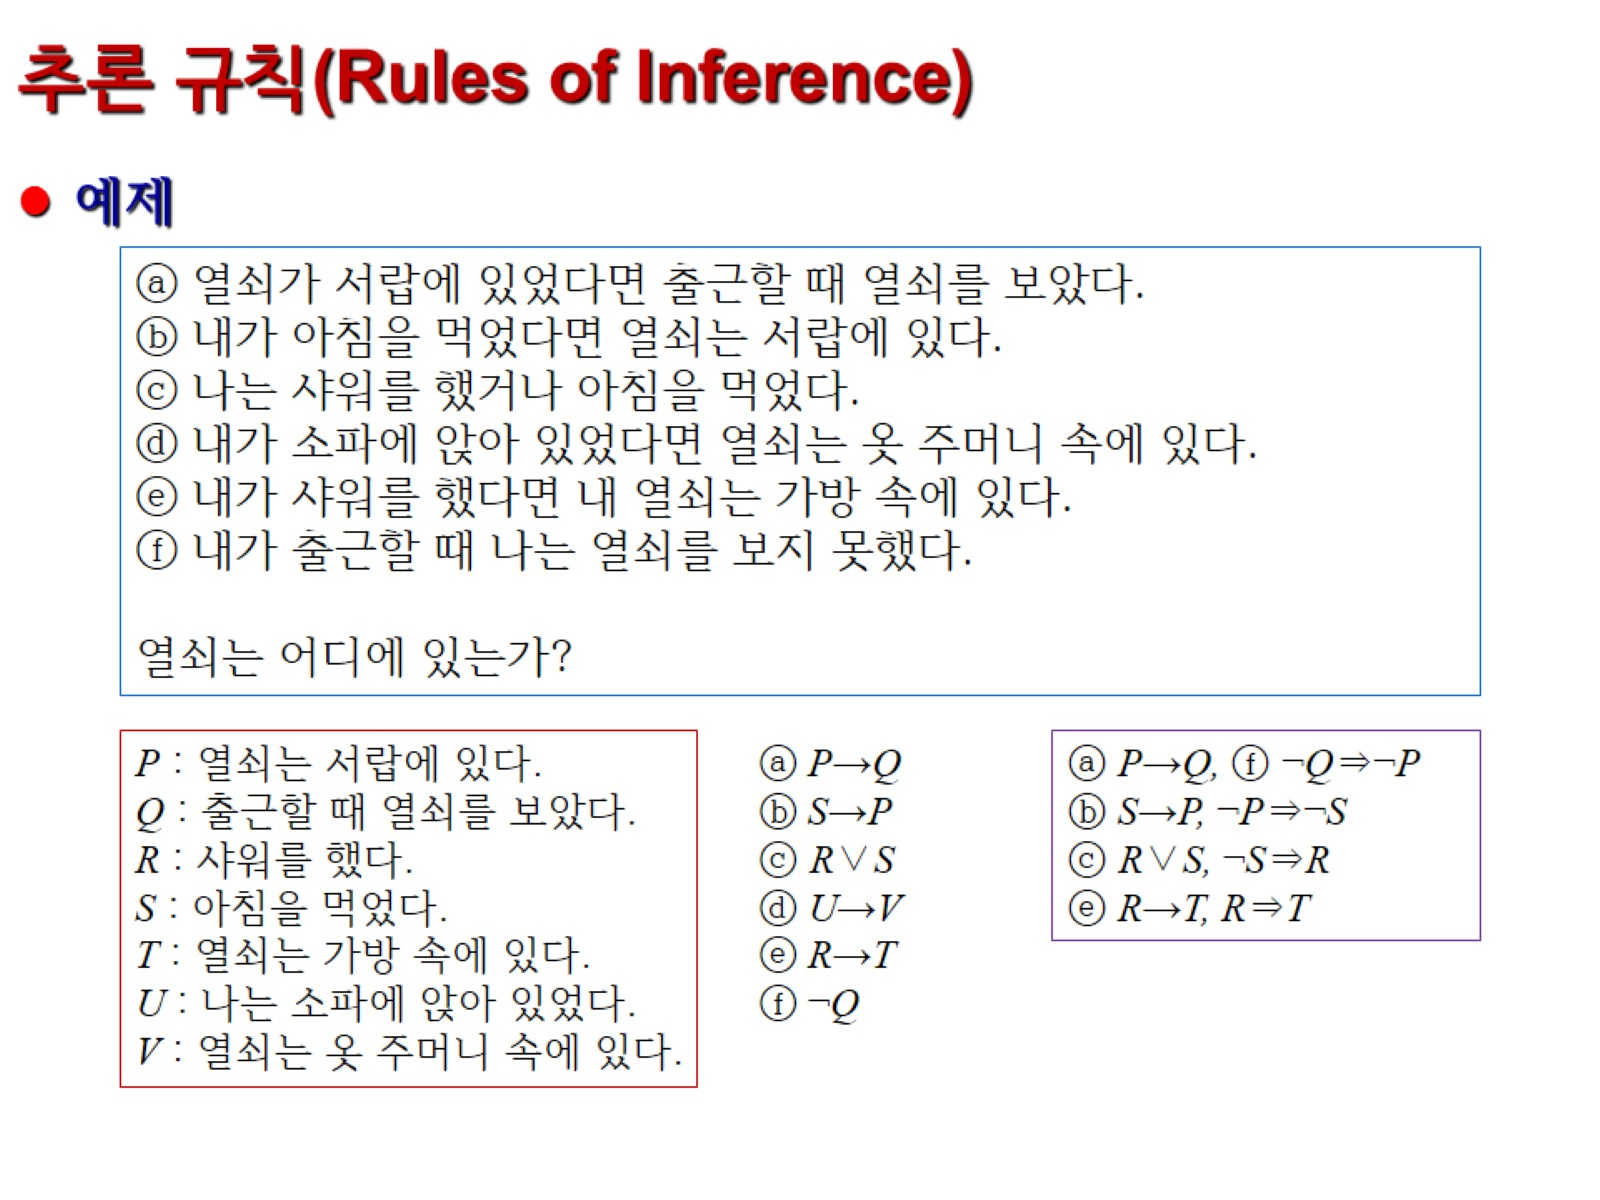 추론 규칙(Rules of Inference)
● 예제
ⓐ 열쇠가 서랍에 있었다면 출근할 때 열쇠를 보았다.
ⓑ 내가 아침을 먹었다면 열쇠는 서랍에 있다.
ⓒ 나는 샤워를 했거나 아침을 먹었다.
ⓓ 내가 소파에 앉아 있었다면 열쇠는 옷 주머니 속에 있다.
ⓔ 내가 샤워를 했다면 내 열쇠는 가방 속에 있다.
ⓕ 내가 출근할 때 나는 열쇠를 보지 못했다.
열쇠는 어디에 있는가?
P : 열쇠는 서랍에 있다.
Q : 출근할 때 열쇠를 보았다.
R : 샤워를 했다.
S : 아침을 먹었다.
T : 열쇠는 가방 속에 있다.
U : 나는 소파에 앉아 있었다.
V : 열쇠는 옷 주머니 속에 있다.
ⓐ P→Q
ⓑ S→P
ⓒ R∨S
ⓓ U→V
ⓔ R→T
ⓕ ¬Q
ⓐ P→Q, ⓕ ¬Q⇒¬P
ⓑ S→P, ¬P⇒¬S
ⓒ R∨S, ¬S⇒R
ⓔ R→T, R⇒T